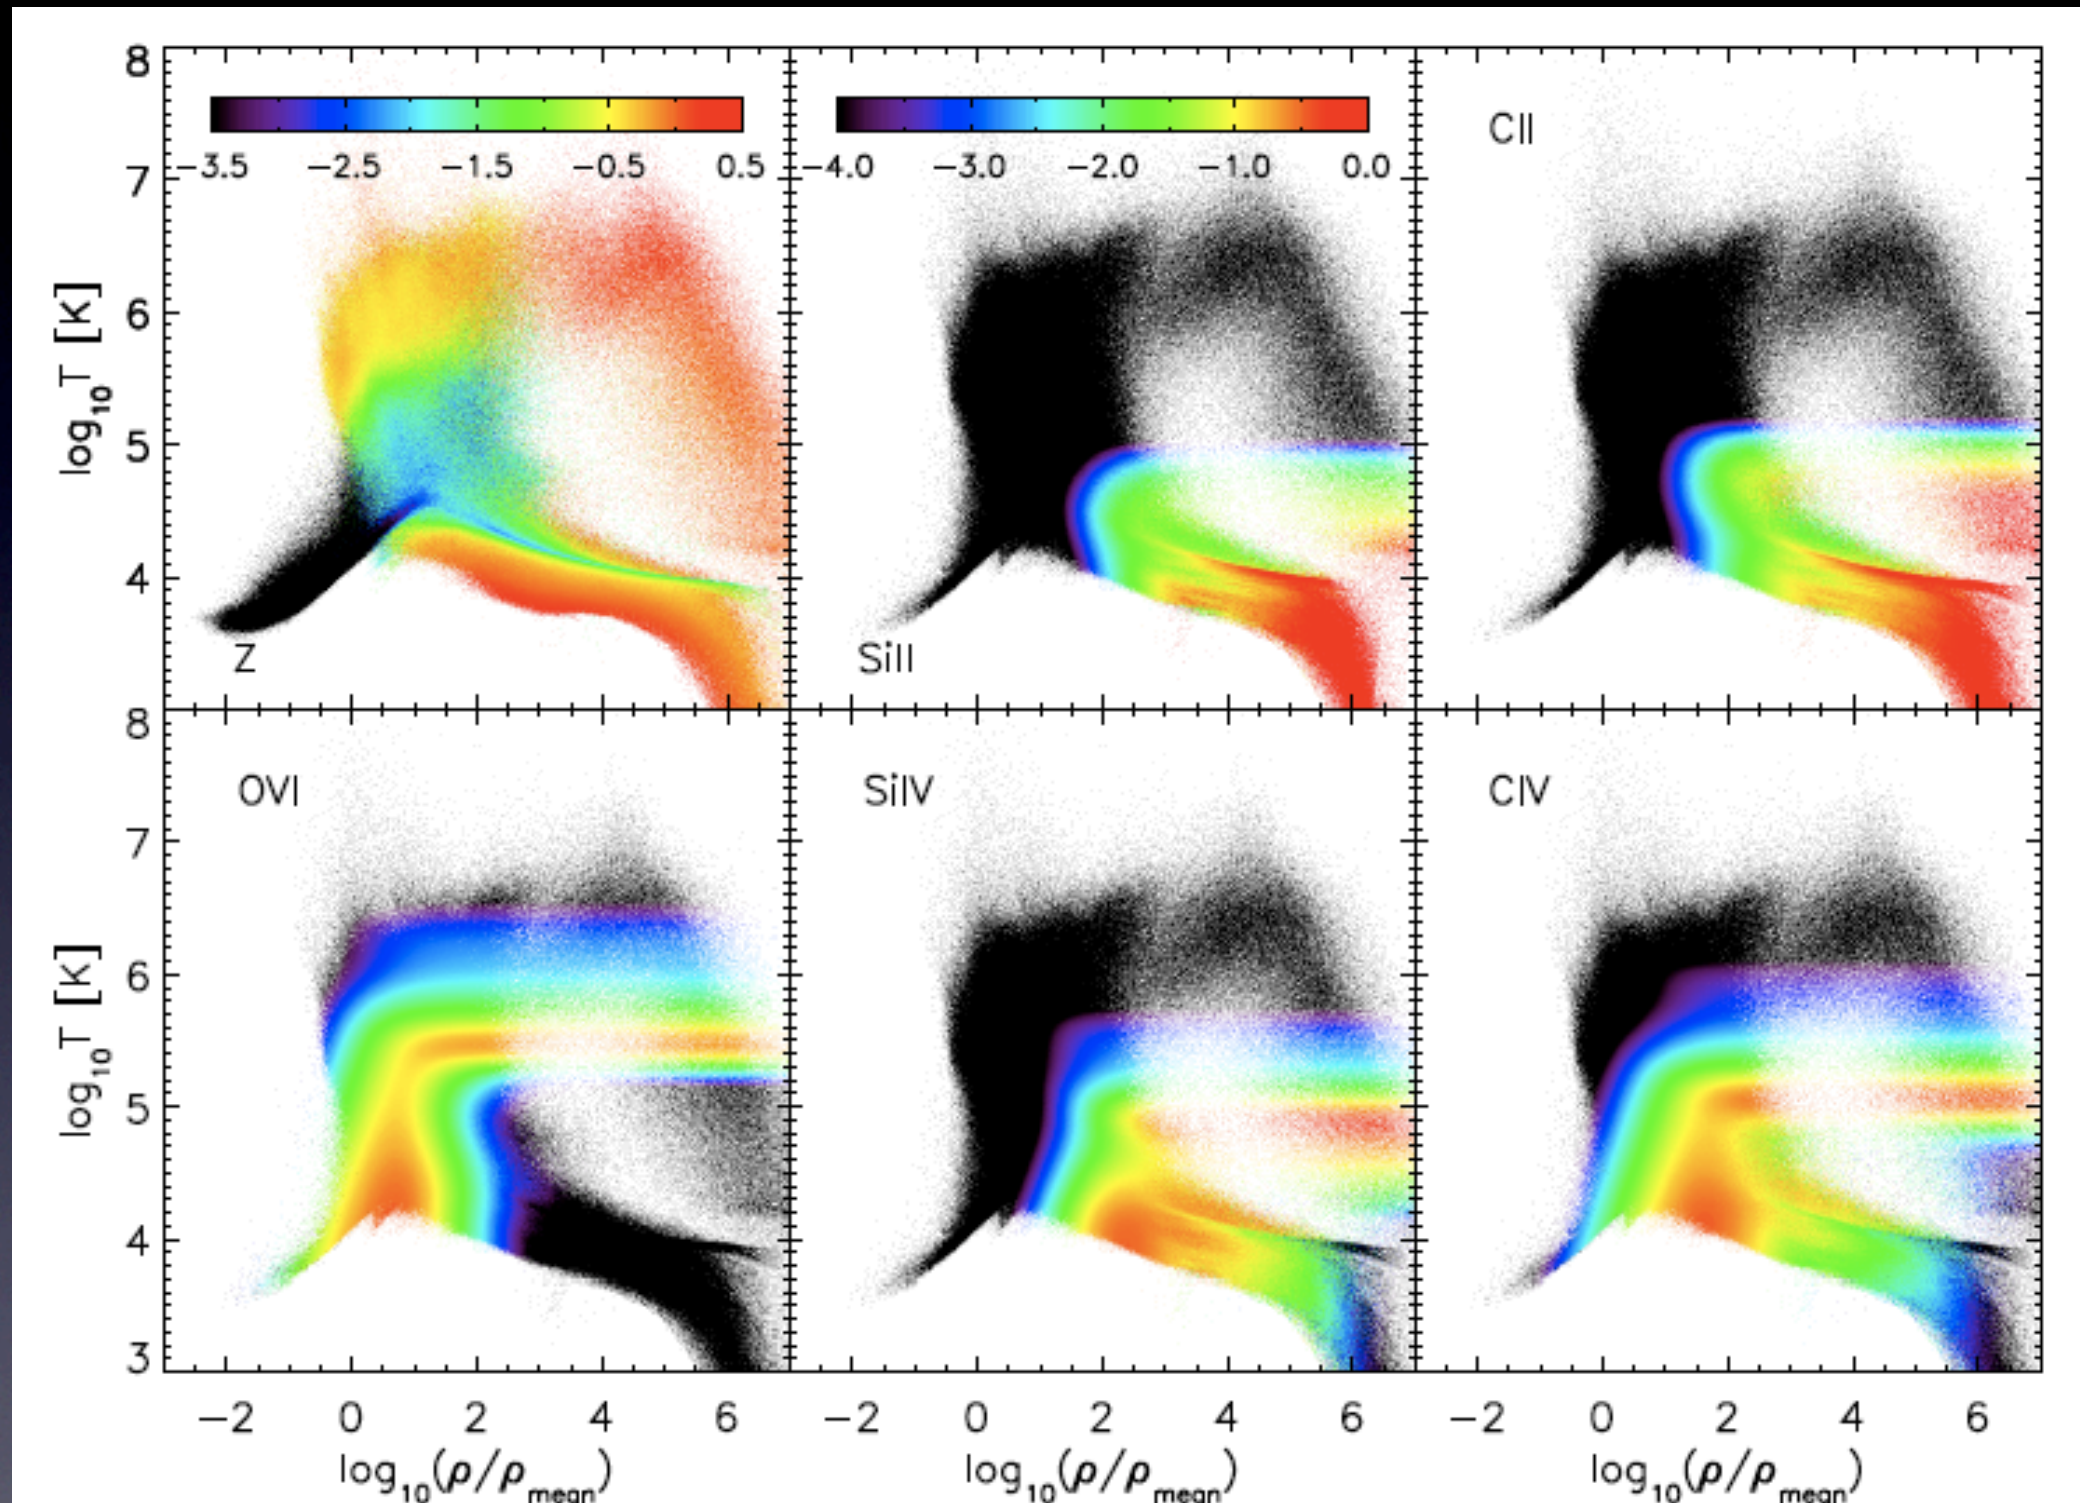 8
−3.5 −2.5 −1.5 −0.5 0.5
7
6
5
4
log10T [K]
Z
−4.0 −3.0 −2.0 −1.0 0.0
SiII
CII
8
7
6
5
4
3
log10T [K]
OVI
SiIV
CIV
−2 0 2 4 6
−2 0 2 4 6
−2 0 2 4 6
log10(ρ/ρmean)
log10(ρ/ρmean)
log10(ρ/ρmean)